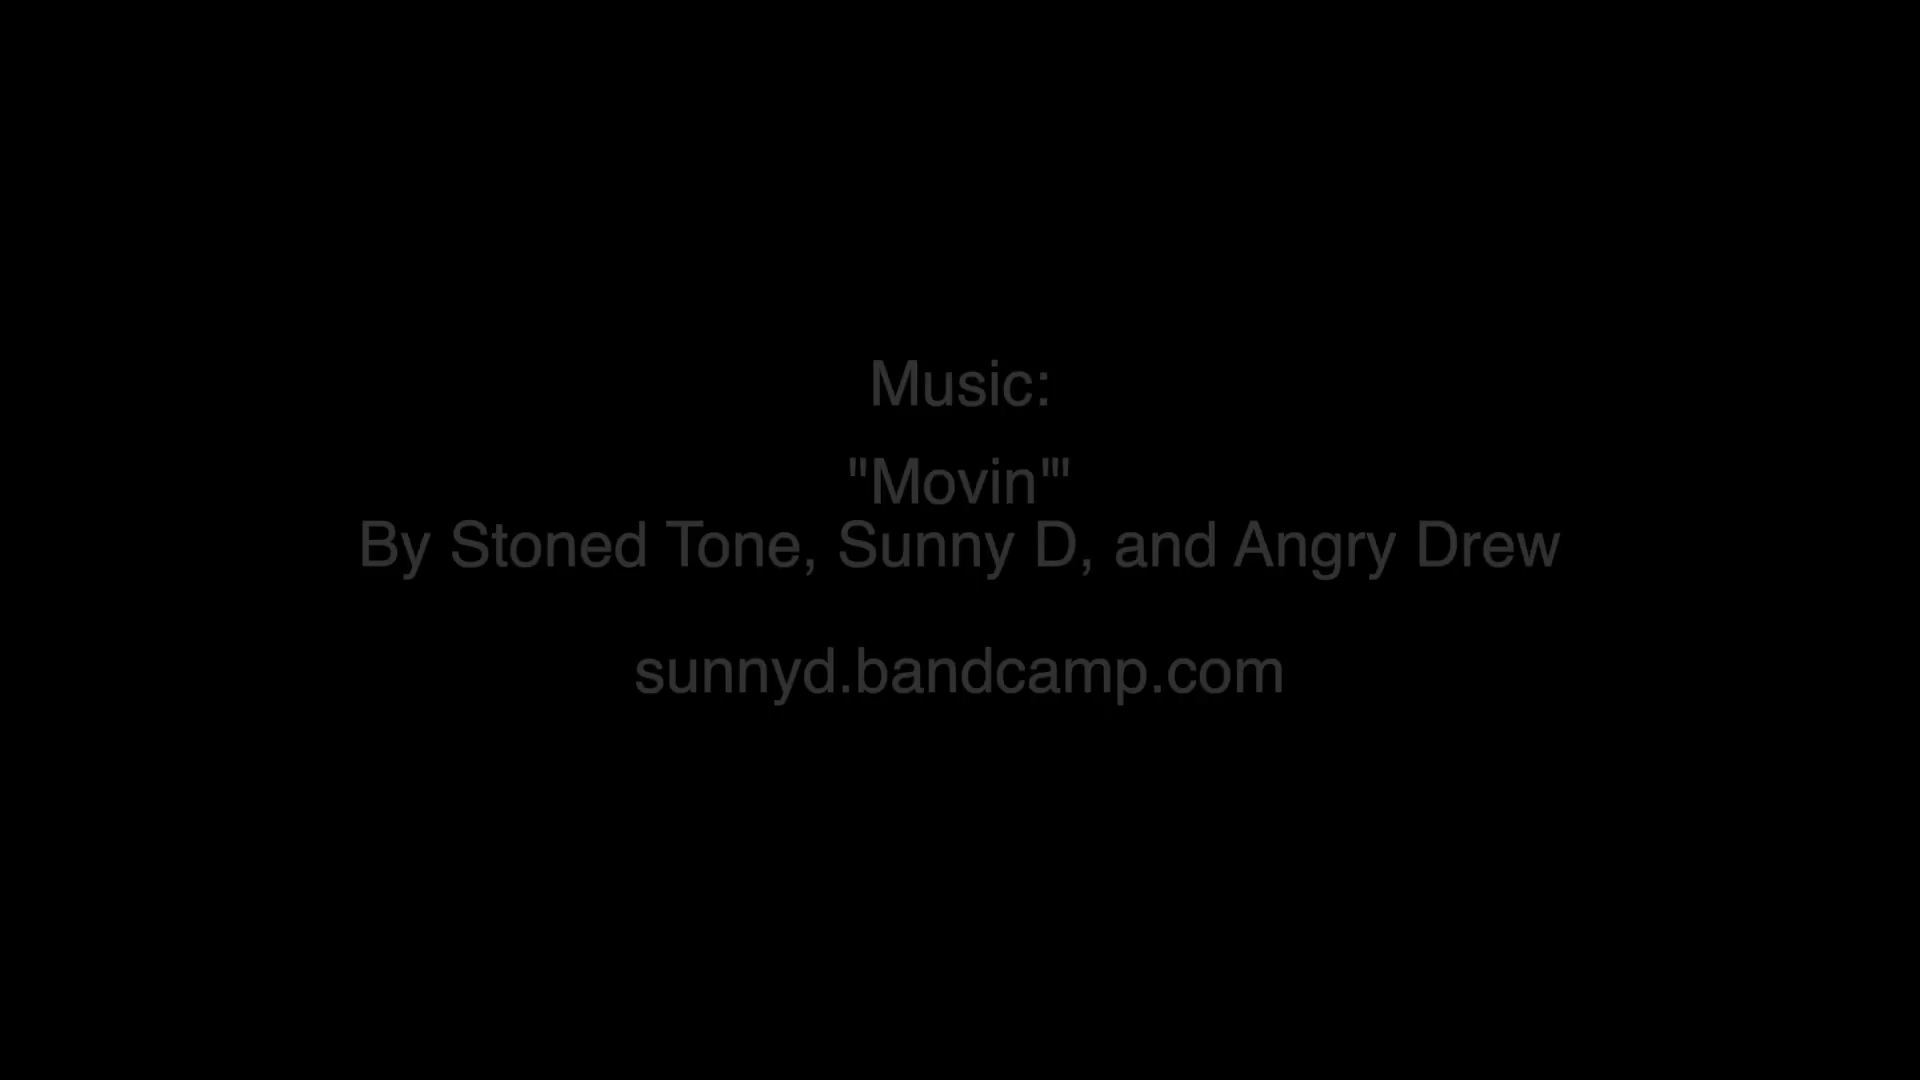 Music:
"Movin'"
By Stoned Tone, Sunny D, and Angry Drew
sunnyd.bandcamp.com